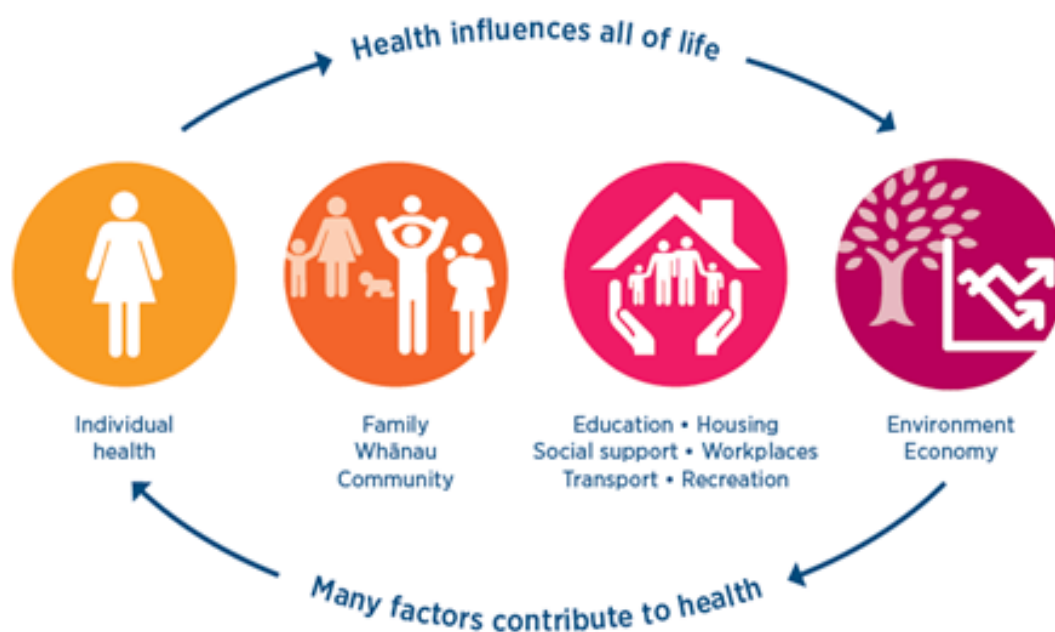 Health influences all of life
Individual
health
Family
Whānau
Community
Education • Housing
Social support • Workplaces
Transport • Recreation
Environment
Economy
Many factors contribute to health